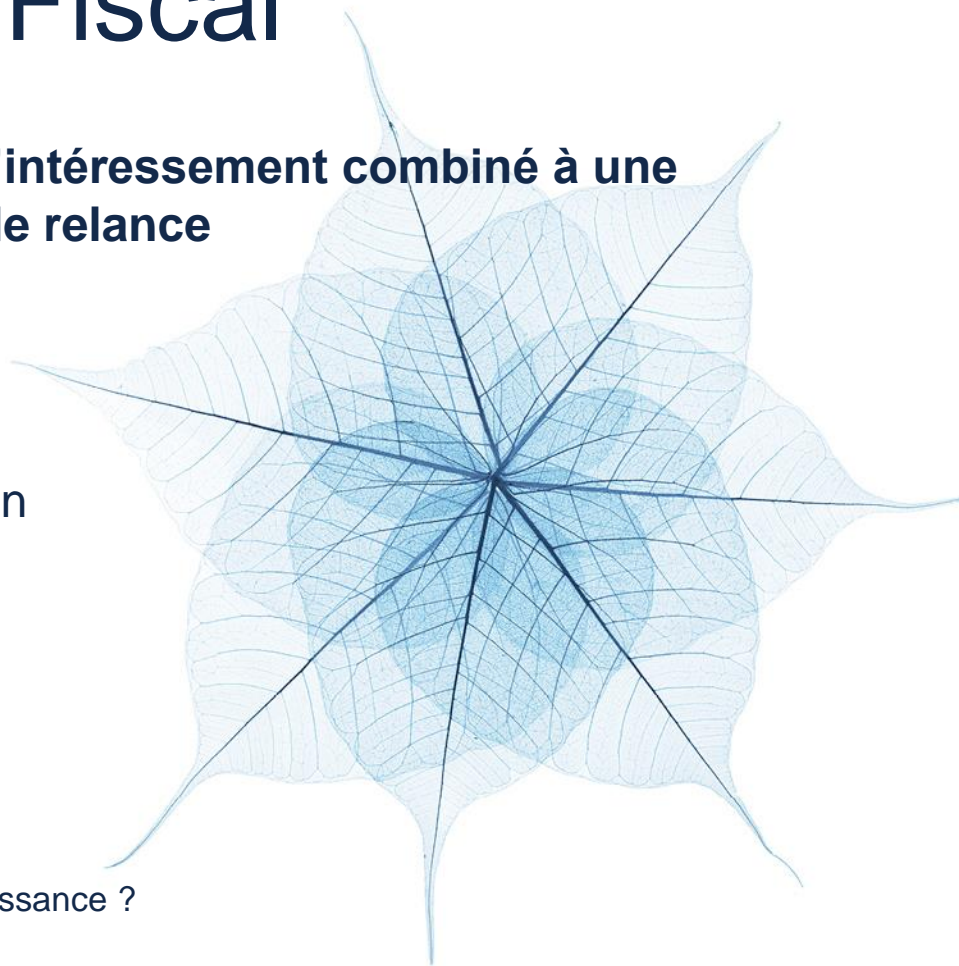 Fiscal
'intéressement combiné à une
le relance
n
ssance ?